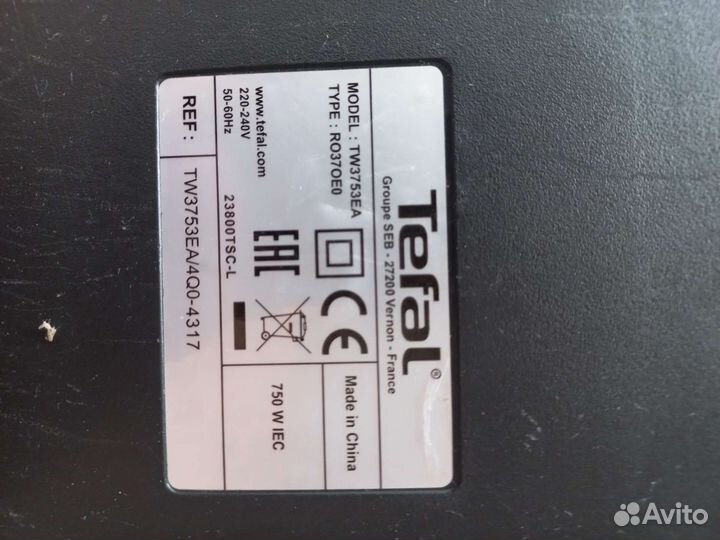 Tefal®
Groupe SEB - 27200 Vernon - France
MODEL : TW3753EA
TYPE : RO37OE0
Made in China
CE
EAC
www.tefal.com
220-240V
50-60Hz
750 W IEC
23800TSC-L
REF : TW3753EA/4Q0-4317
Avito